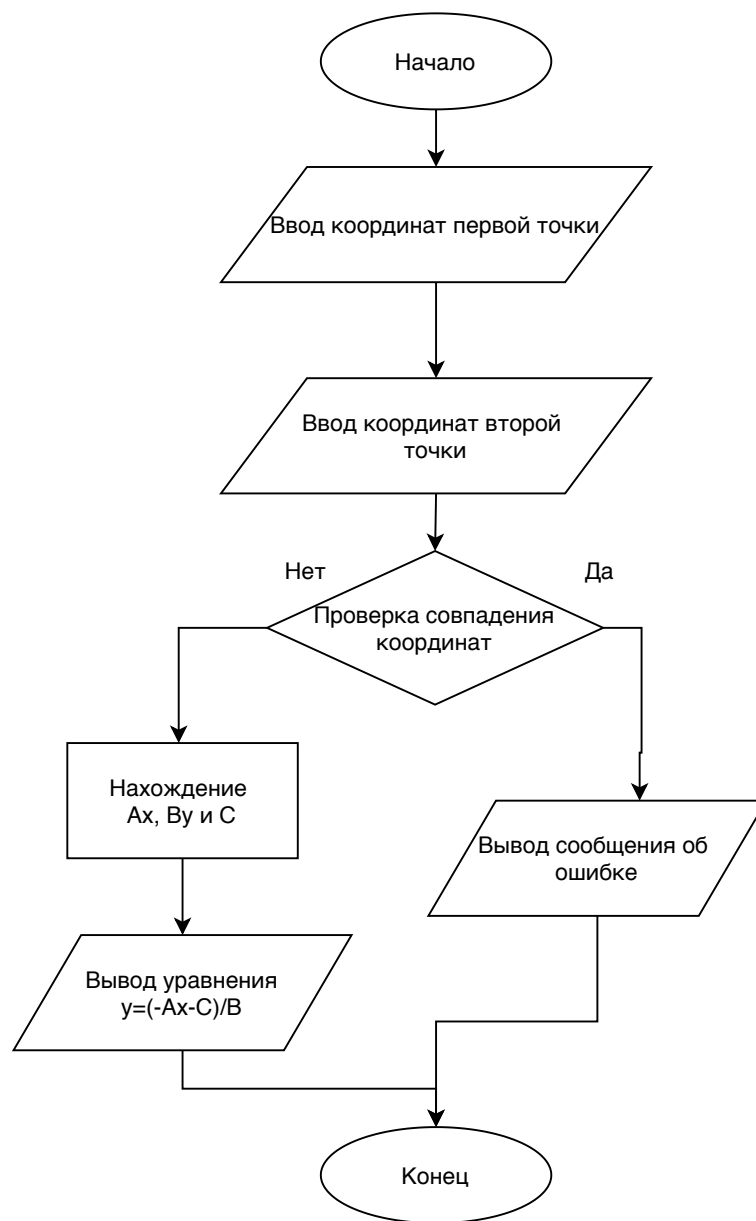 Начало
Ввод координат первой точки
Ввод координат второй
точки
Нет
Да
Проверка совпадения
координат
Нахождение
Ax, By и C
Вывод сообщения об
ошибке
Вывод уравнения
y=(-Ax-C)/B
Конец